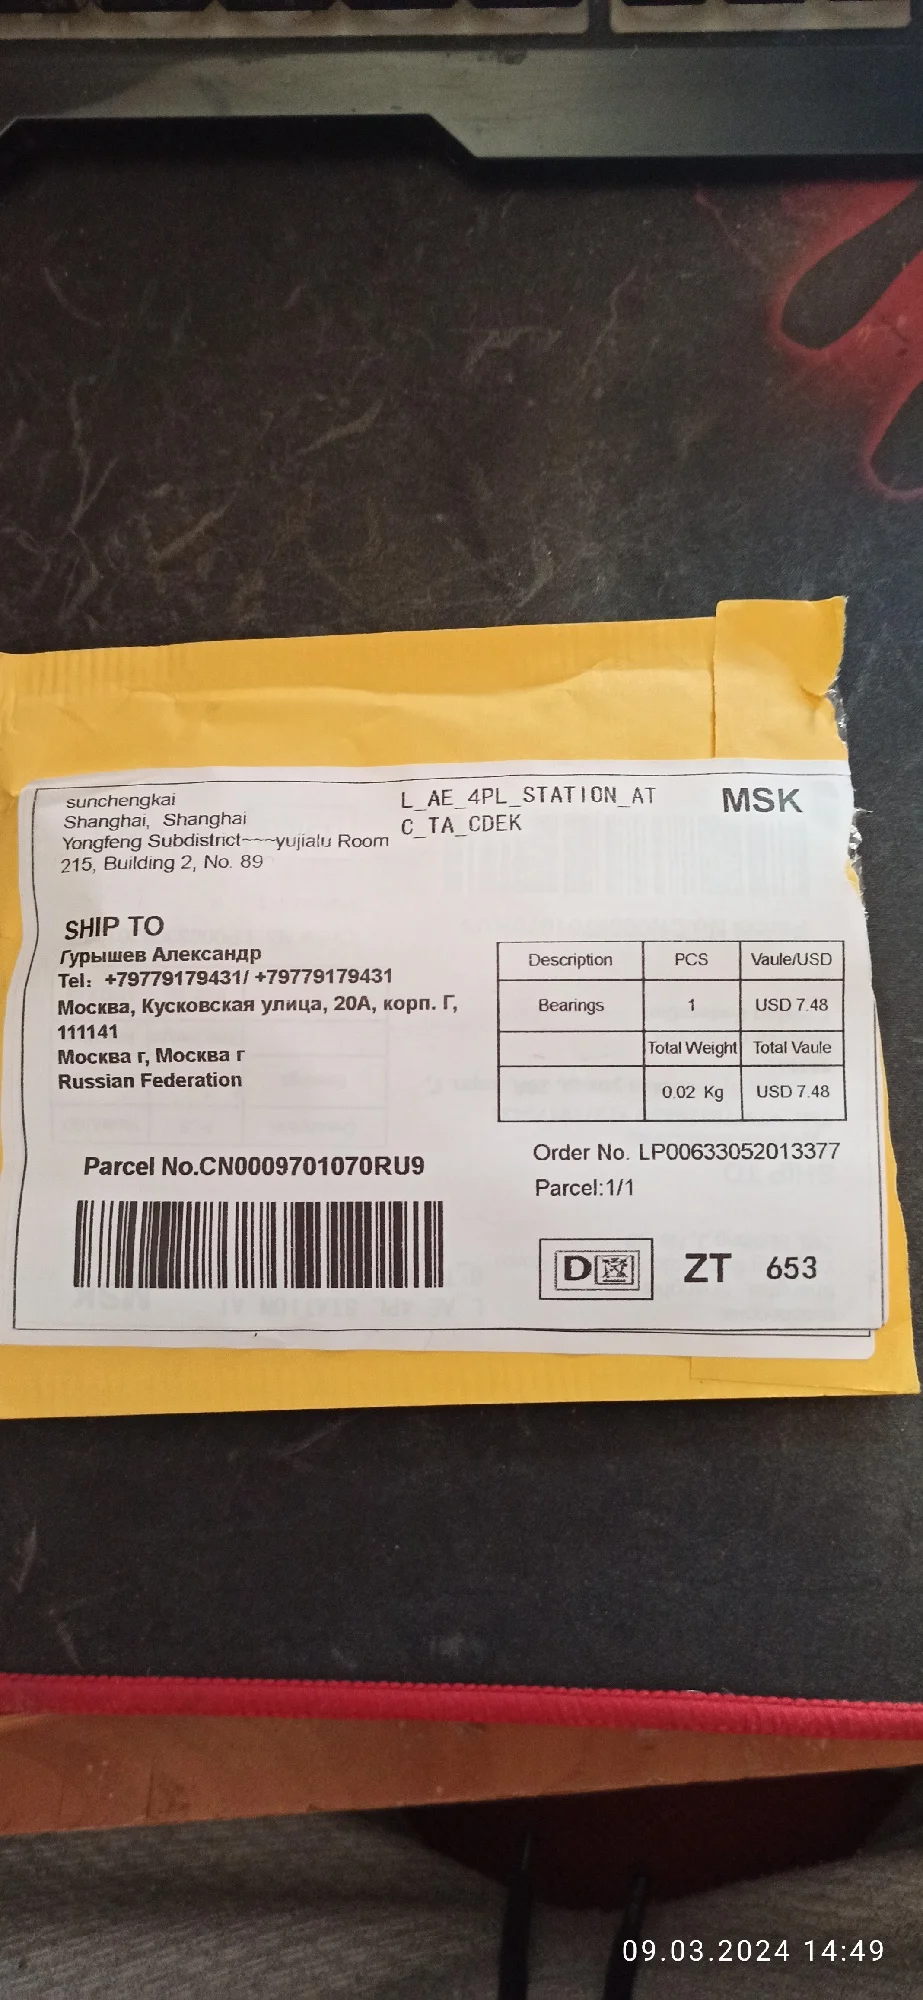 sunchengkai
Shanghai, Shanghai
Yongfeng Subdistrict~~~yujialu Room
215, Building 2, No. 89
L_AE_4PL_STATION_AT
C_TA_CDEK
MSK
SHIP TO
Гурышев Александр
Tel: +79779179431/ +79779179431
Москва, Кусковская улица, 20А, корп. Г,
111141
Москва г, Москва г
Russian Federation
Description PCS Vaule/USD
Bearings 1 USD 7.48
Total Weight Total Vaule
0.02 Kg USD 7.48
Parcel No.CN0009701070RU9
Order No. LP00633052013377
Parcel:1/1
D ZT 653
09.03.2024 14:49